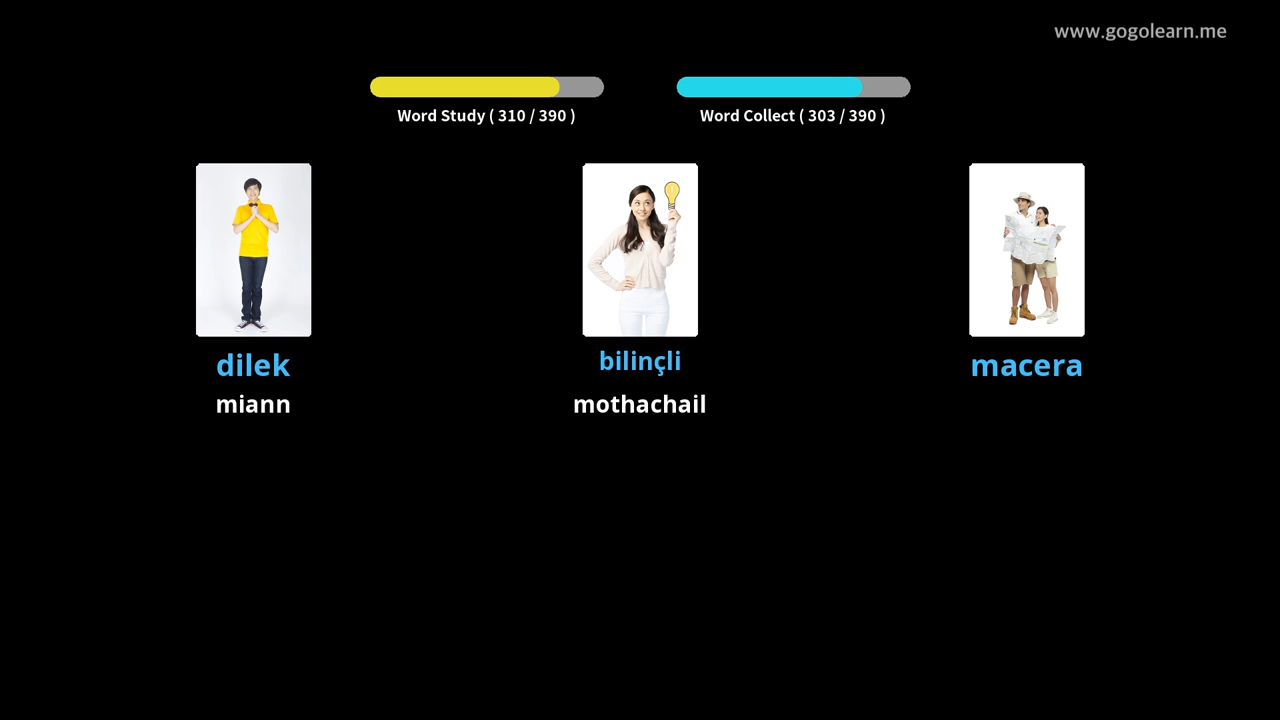 www.gogolearn.me
Word Study ( 310 / 390 )
Word Collect ( 303 / 390 )
dilek
bilinçli
macera
miann
mothachail